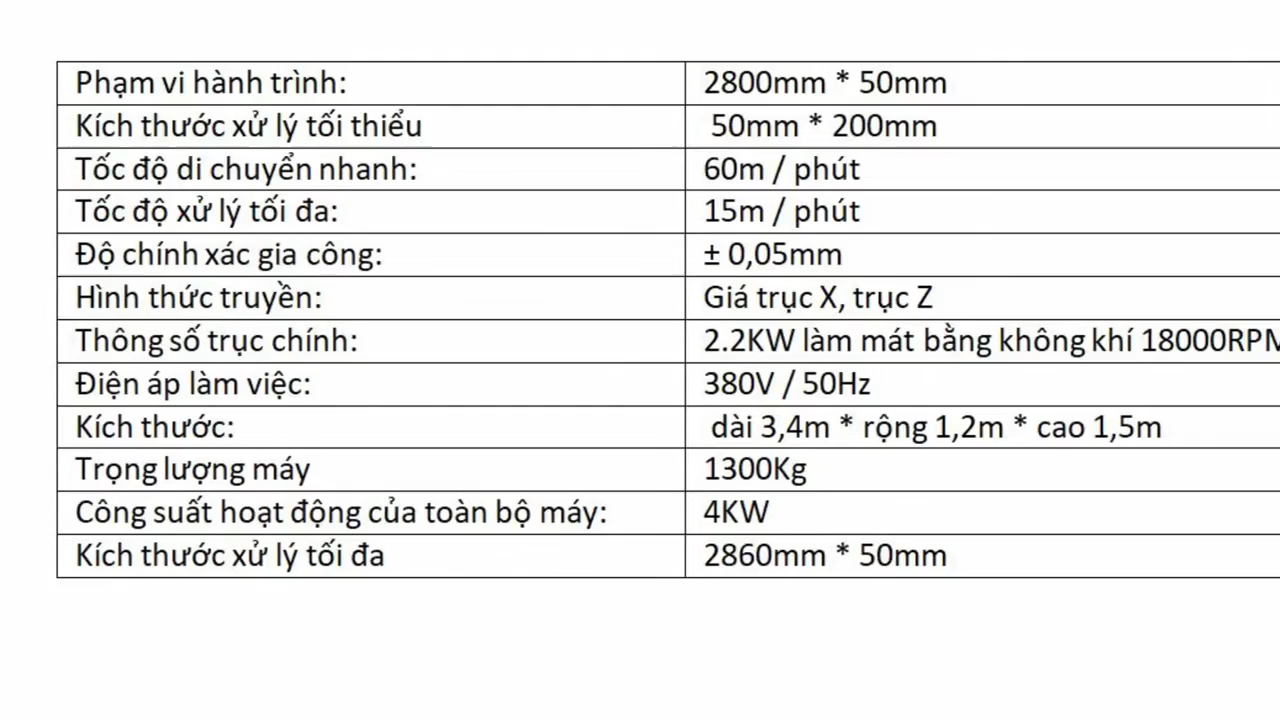 Phạm vi hành trình: 2800mm * 50mm
Kích thước xử lý tối thiểu 50mm * 200mm
Tốc độ di chuyển nhanh: 60m / phút
Tốc độ xử lý tối đa: 15m / phút
Độ chính xác gia công: ± 0,05mm
Hình thức truyền: Giá trục X, trục Z
Thông số trục chính: 2.2KW làm mát bằng không khí 18000RPM
Điện áp làm việc: 380V / 50Hz
Kích thước: dài 3,4m * rộng 1,2m * cao 1,5m
Trọng lượng máy 1300Kg
Công suất hoạt động của toàn bộ máy: 4KW
Kích thước xử lý tối đa 2860mm * 50mm